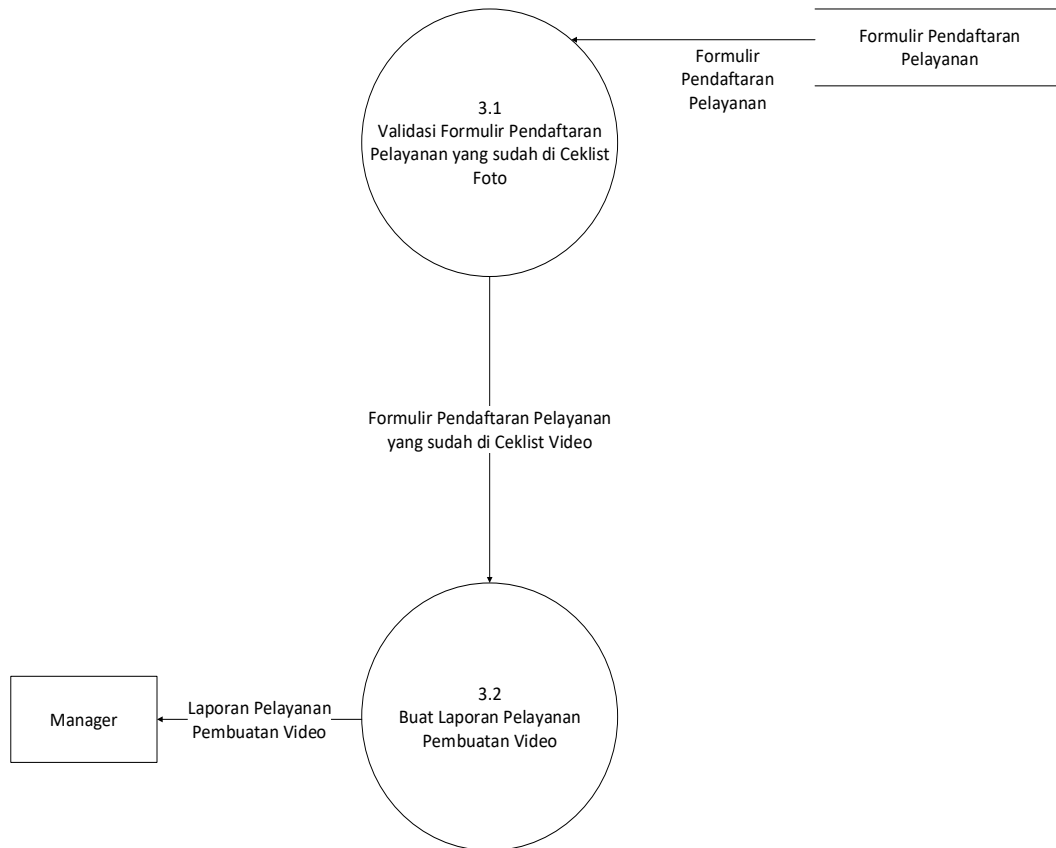 Formulir Pendaftaran
Pelayanan
Formulir
Pendaftaran
Pelayanan
3.1
Validasi Formulir Pendaftaran
Pelayanan yang sudah di Ceklist
Foto
Formulir Pendaftaran Pelayanan
yang sudah di Ceklist Video
3.2
Buat Laporan Pelayanan
Pembuatan Video
Laporan Pelayanan
Pembuatan Video
Manager